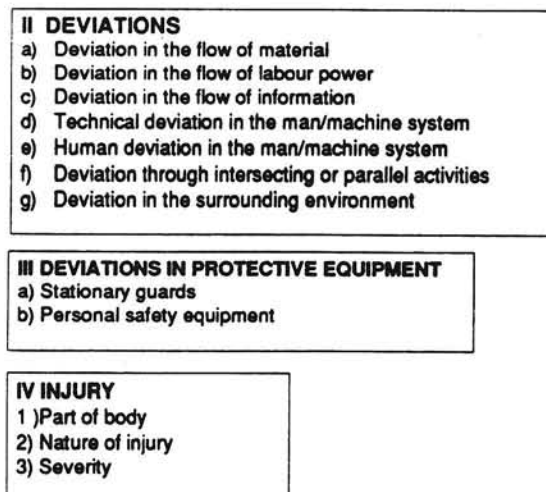 II DEVIATIONS
a) Deviation in the flow of material
b) Deviation in the flow of labour power
c) Deviation in the flow of information
d) Technical deviation in the man/machine system
e) Human deviation in the man/machine system
f) Deviation through intersecting or parallel activities
g) Deviation in the surrounding environment
III DEVIATIONS IN PROTECTIVE EQUIPMENT
a) Stationary guards
b) Personal safety equipment
IV INJURY
1 )Part of body
2) Nature of injury
3) Severity